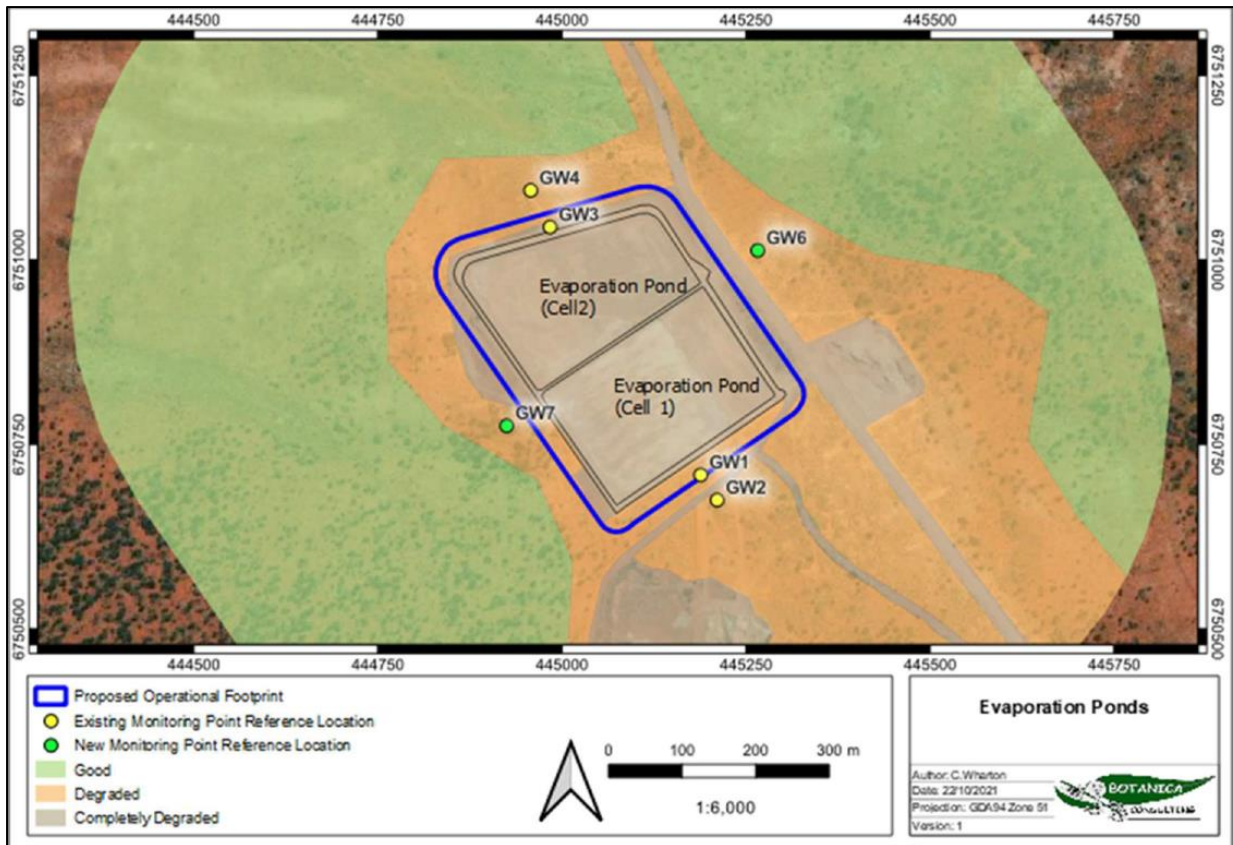 444500 444750 445000 445250 445500 445750
6751250
6751250
GW4
GW3
GW6
6751000
6751000
Evaporation Pond
(Cell2)
Evaporation Pond
(Cell 1)
GW7
6750750
6750750
GW1
GW2
6750500
6750500
444500 444750 445000 445250 445500 445750
Proposed Operational Footprint
Existing Monitoring Point Reference Location
New Monitoring Point Reference Location
Good
Degraded
Completely Degraded
0 100 200 300 m
1:6,000
Evaporation Ponds
Author: C.Wharton
Date: 22/10/2021
Projection: GDA94 Zone 51
Version: 1
BOTANICA
CONSULTING